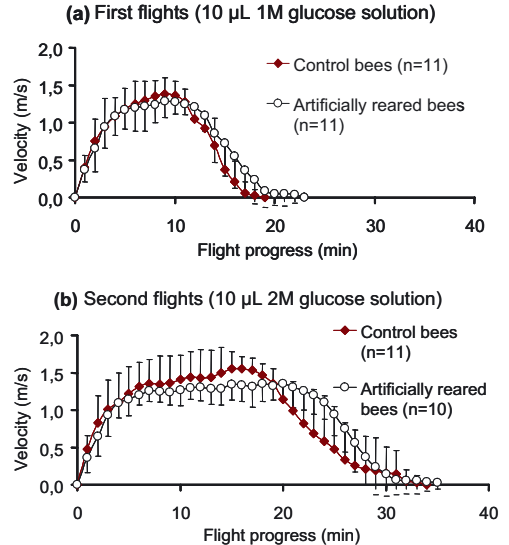 (a) First flights (10 µL 1M glucose solution)
2,0
1,5
1,0
0,5
0,0
Velocity (m/s)
Control bees (n=11)
Artificially reared bees
(n=11)
0
10
20
30
40
Flight progress (min)
(b) Second flights (10 µL 2M glucose solution)
2,0
1,5
1,0
0,5
0,0
Velocity (m/s)
Control bees
(n=11)
Artificially reared
bees (n=10)
0
10
20
30
40
Flight progress (min)